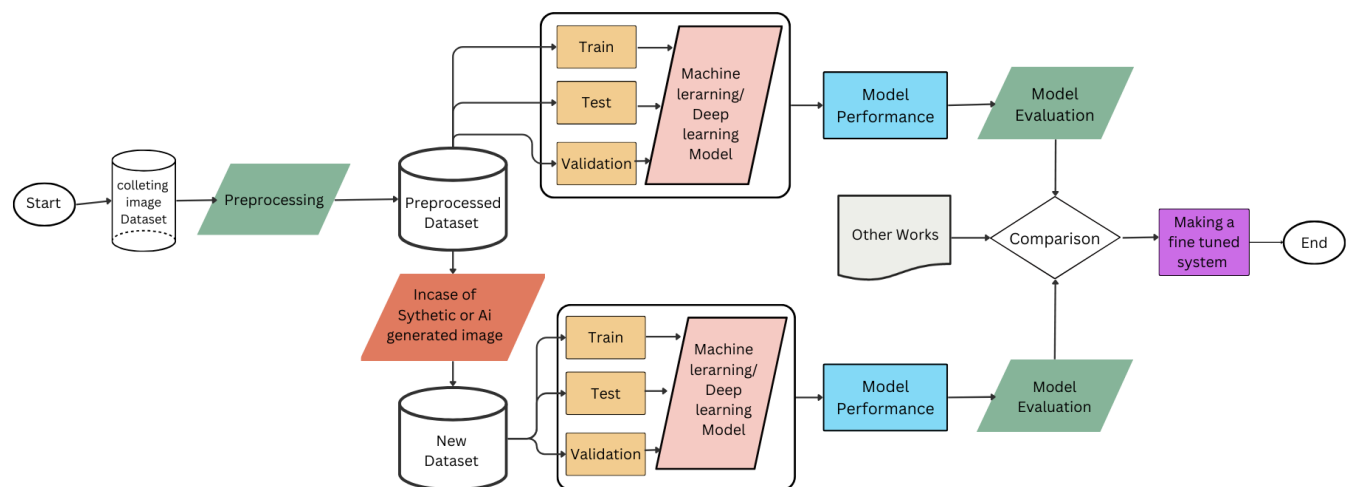 Start
colleting
image
Dataset
Preprocessing
Preprocessed
Dataset
Train
Test
Validation
Machine
lerarning/
Deep
learning
Model
Model
Performance
Model
Evaluation
Other Works
Comparison
Making a
fine tuned
system
End
Incase of
Sythetic or Ai
generated image
New
Dataset
Train
Test
Validation
Machine
lerarning/
Deep
learning
Model
Model
Performance
Model
Evaluation